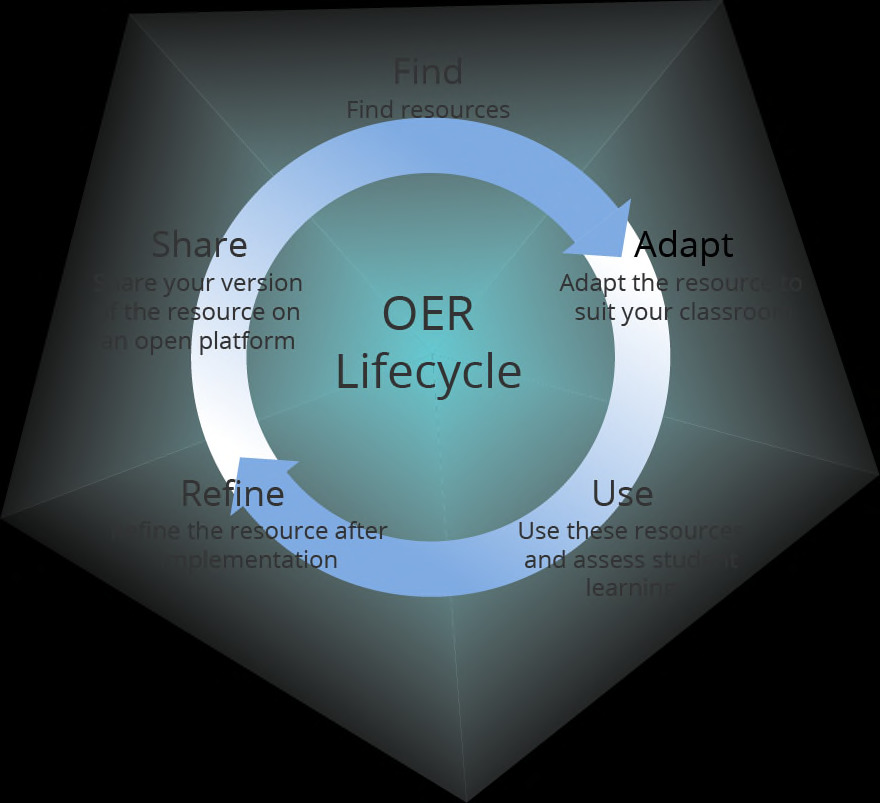 Find
Find resources
Share
Share your version
of the resource on
an open platform
Adapt
Adapt the resource to
suit your classroom
OER
Lifecycle
Refine
Refine the resource after
implementation
Use
Use these resources
and assess student
learning